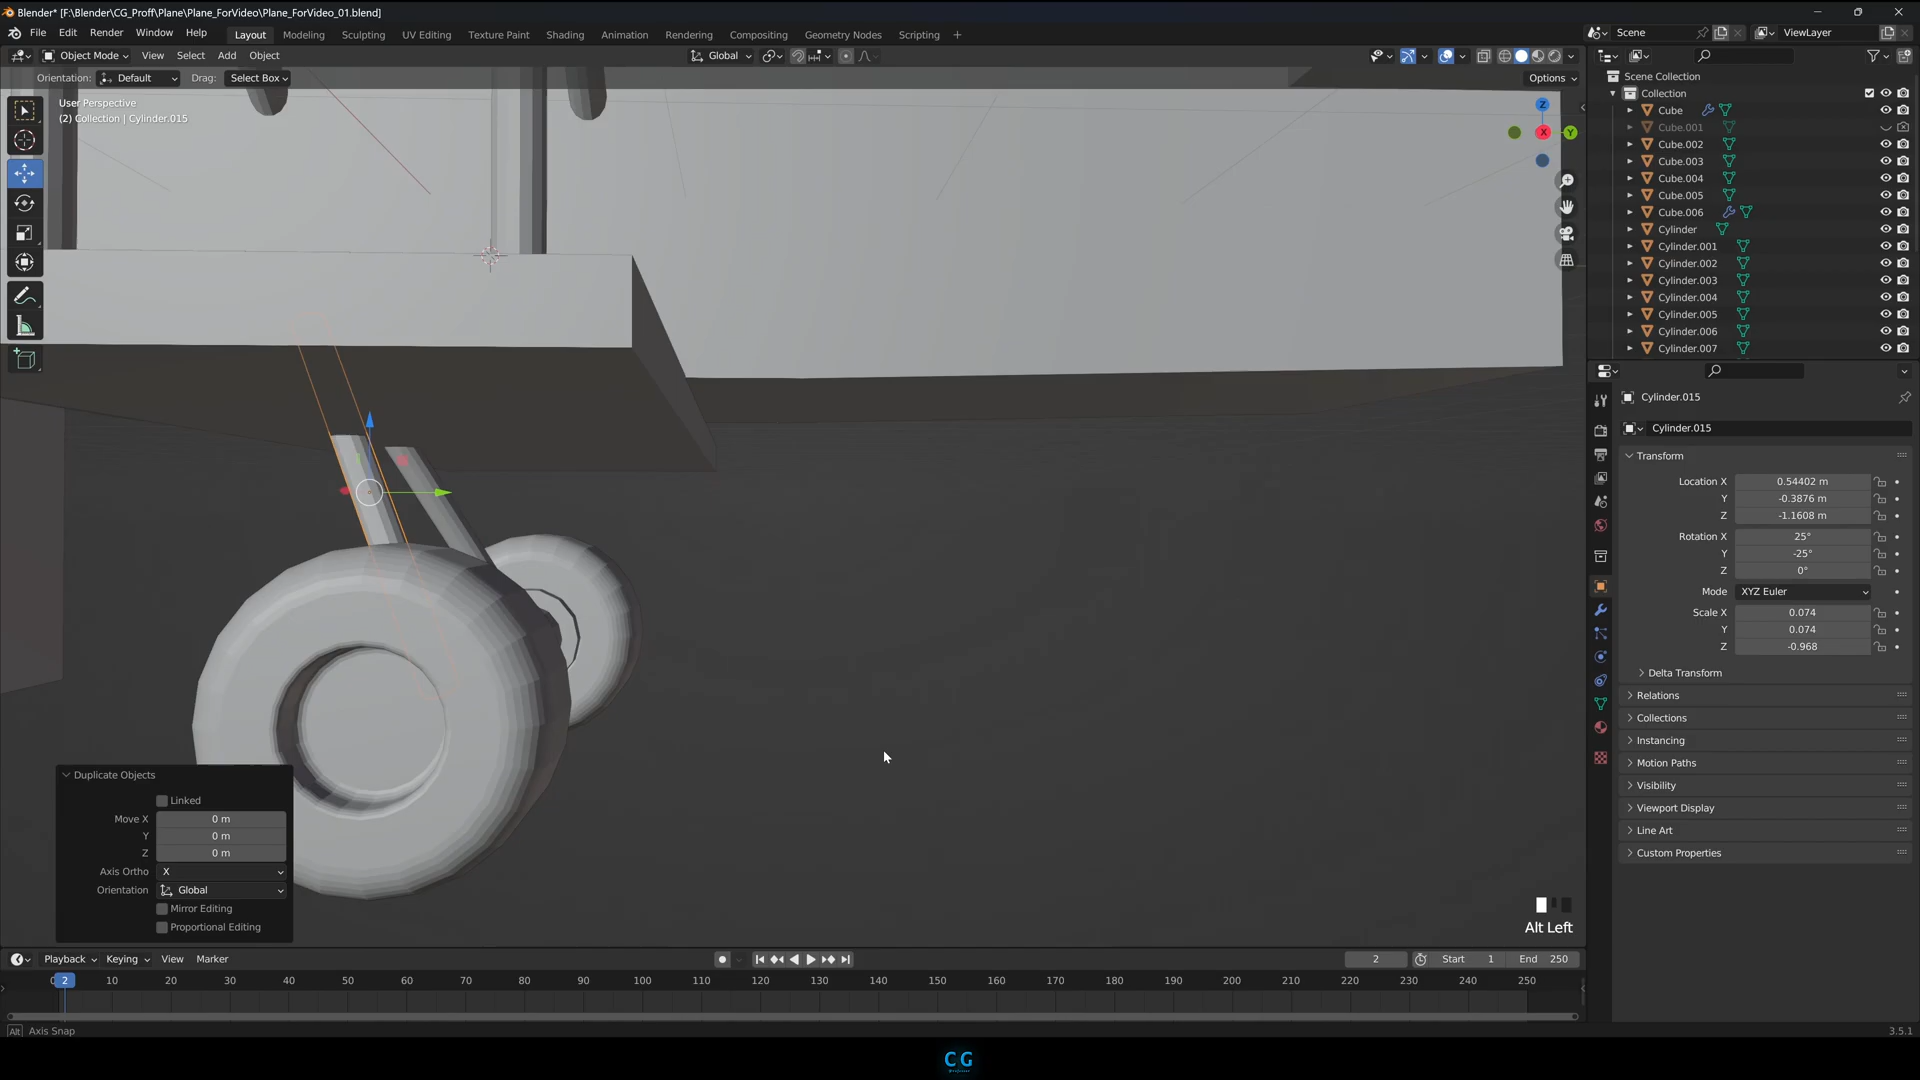 Blender* [F:\Blender\CG_Proff\Plane\Plane_ForVideo\Plane_ForVideo_01.blend]
File Edit Render Window Help Layout Modeling Sculpting UV Editing Texture Paint Shading Animation Rendering Compositing Geometry Nodes Scripting + Scene ViewLayer
Object Mode View Select Add Object Global
Orientation: Default Drag: Select Box Options
User Perspective
(2) Collection | Cylinder.015
Z
X
Y
Scene Collection
Collection
Cube
Cube.001
Cube.002
Cube.003
Cube.004
Cube.005
Cube.006
Cylinder
Cylinder.001
Cylinder.002
Cylinder.003
Cylinder.004
Cylinder.005
Cylinder.006
Cylinder.007
Cylinder.015
Cylinder.015
Transform
Location X 0.54402 m
Y -0.3876 m
Z -1.1608 m
Rotation X 25°
Y -25°
Z 0°
Mode XYZ Euler
Scale X 0.074
Y 0.074
Z -0.968
Delta Transform
Relations
Collections
Instancing
Motion Paths
Visibility
Viewport Display
Line Art
Custom Properties
Duplicate Objects
Linked
Move X 0 m
Y 0 m
Z 0 m
Axis Ortho X
Orientation Global
Mirror Editing
Proportional Editing
Alt Left
Playback Keying View Marker 2 Start 1 End 250
2 10 20 30 40 50 60 70 80 90 100 110 120 130 140 150 160 170 180 190 200 210 220 230 240 250
Alt Axis Snap 3.5.1
CG